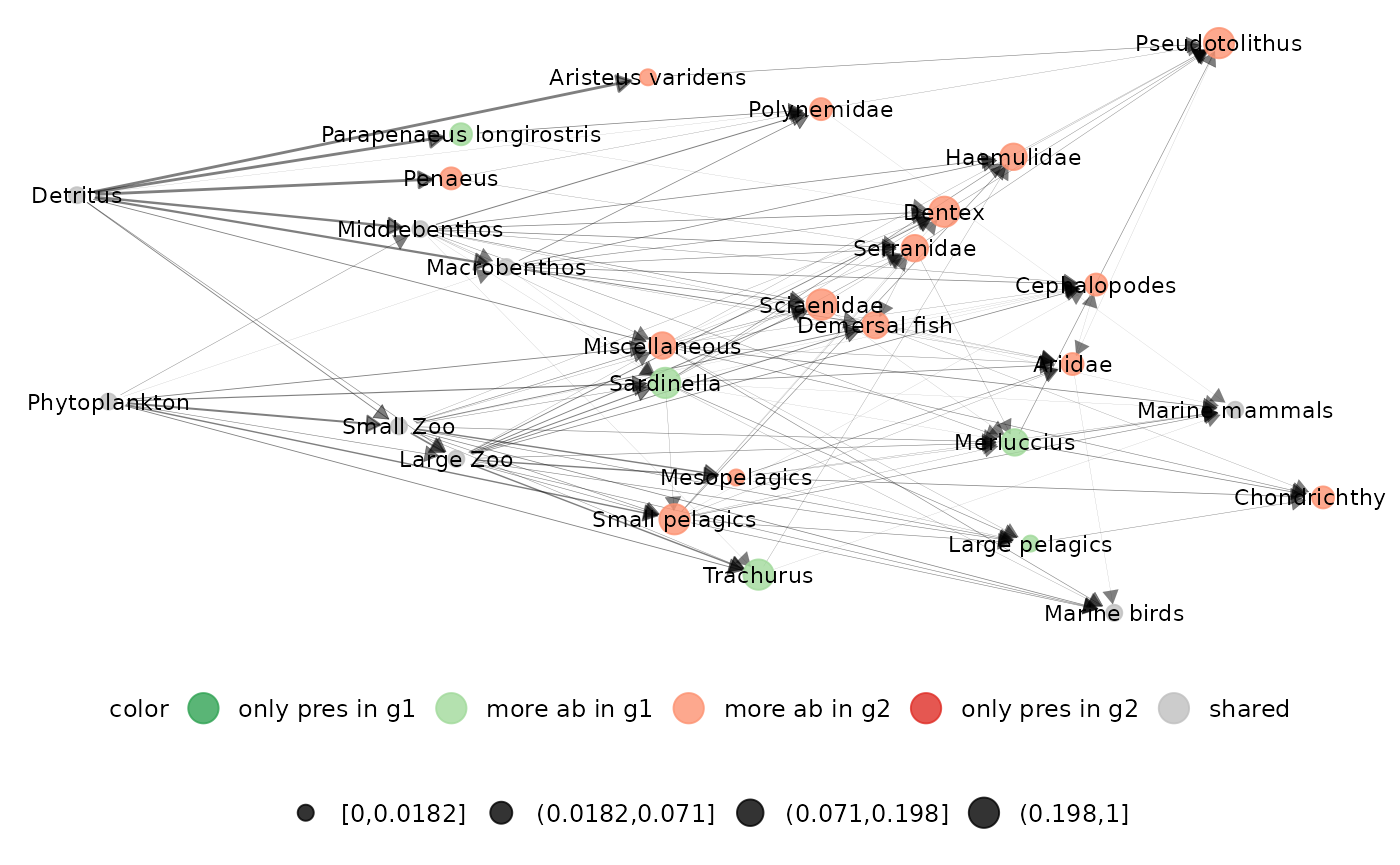 Pseudotolithus
Aristeus varidens
Polynemidae
Parapenaeus longirostris
Haemulidae
Penaeus
Detritus
Dentex
Middlebenthos
Serranidae
Macrobenthos
Cephalopodes
Sciaenidae
Demersal fish
Miscellaneous
Ariidae
Sardinella
Phytoplankton
Marine mammals
Small Zoo
Merluccius
Large Zoo
Mesopelagics
Chondrichthy
Small pelagics
Large pelagics
Trachurus
Marine birds
color only pres in g1 more ab in g1 more ab in g2 only pres in g2 shared
[0,0.0182] (0.0182,0.071] (0.071,0.198] (0.198,1]